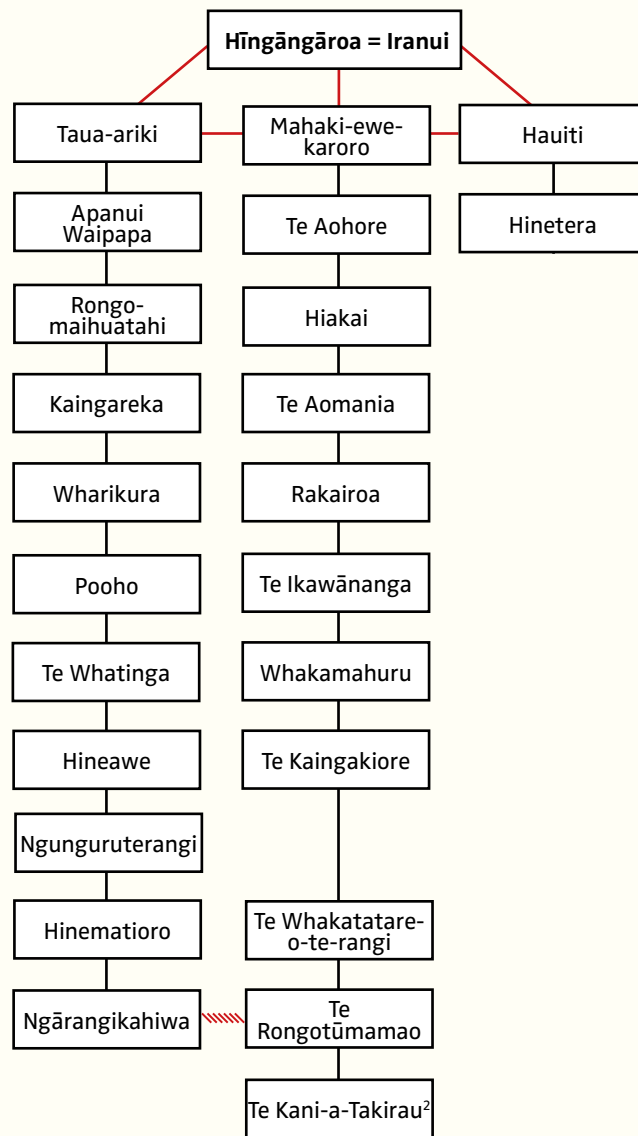 Hīngāngāroa = Iranui
Taua-ariki
Mahaki-ewe-
karoro
Hauiti
Apanui
Waipapa
Te Aohore
Hinetera
Rongo-
maihuatahi
Hiakai
Kaingareka
Te Aomania
Wharikura
Rakairoa
Pooho
Te Ikawānanga
Te Whatinga
Whakamahuru
Hineawe
Te Kaingakiore
Ngunguruterangi
Hinematioro
Te Whakatatare-
o-te-rangi
Ngārangikahiwa
Te
Rongotūmamao
Te Kani-a-Takirau²